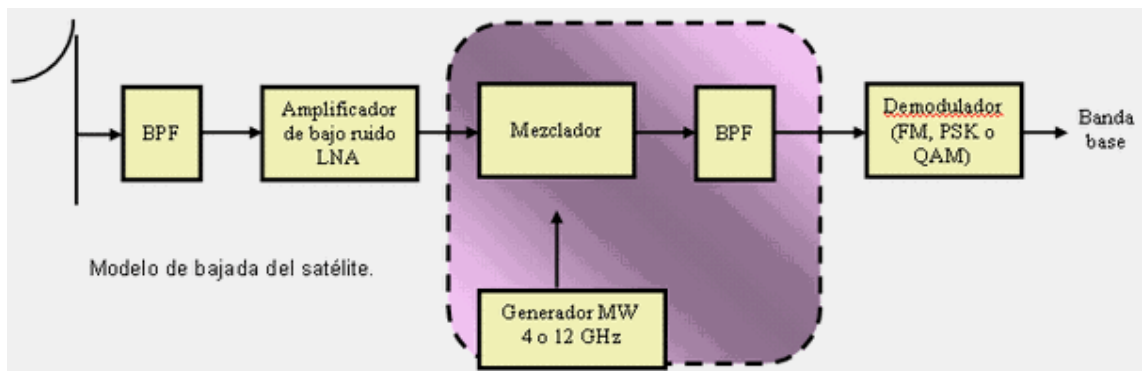 BPF
Amplificador
de bajo ruido
LNA
Mezclador
BPF
Demodulador
(FM, PSK o
QAM)
Banda
base
Modelo de bajada del satélite.
Generador MW
4 o 12 GHz